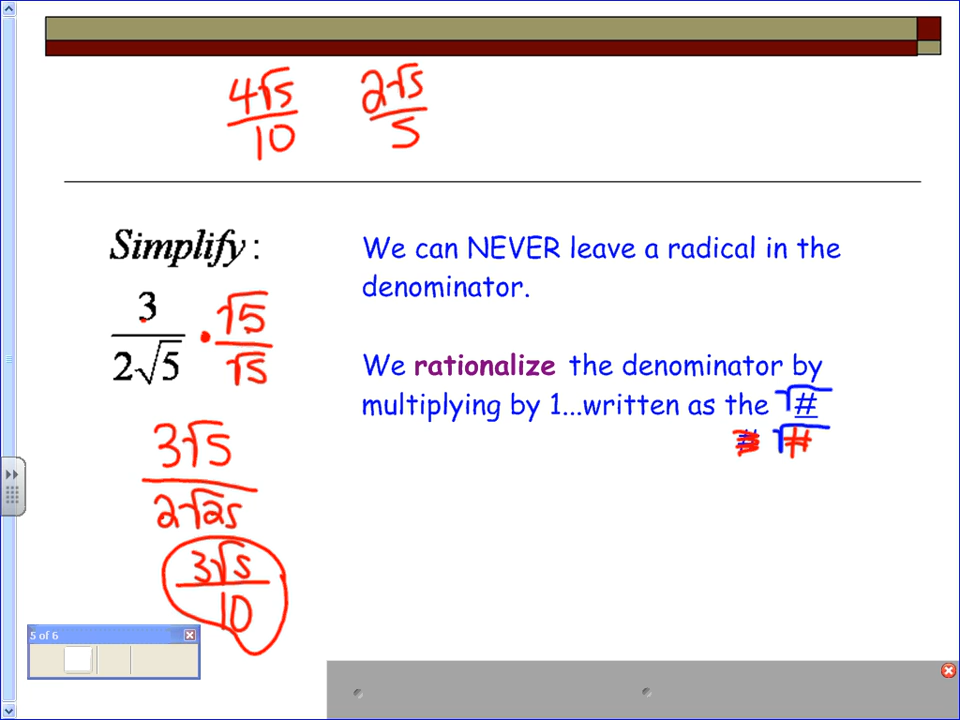 4√5/10 2√5/5
Simplify:
3/2√5 · √5/√5
3√5/2√25
3√5/10
We can NEVER leave a radical in the
denominator.
We rationalize the denominator by
multiplying by 1...written as the √#/√#
5 of 6